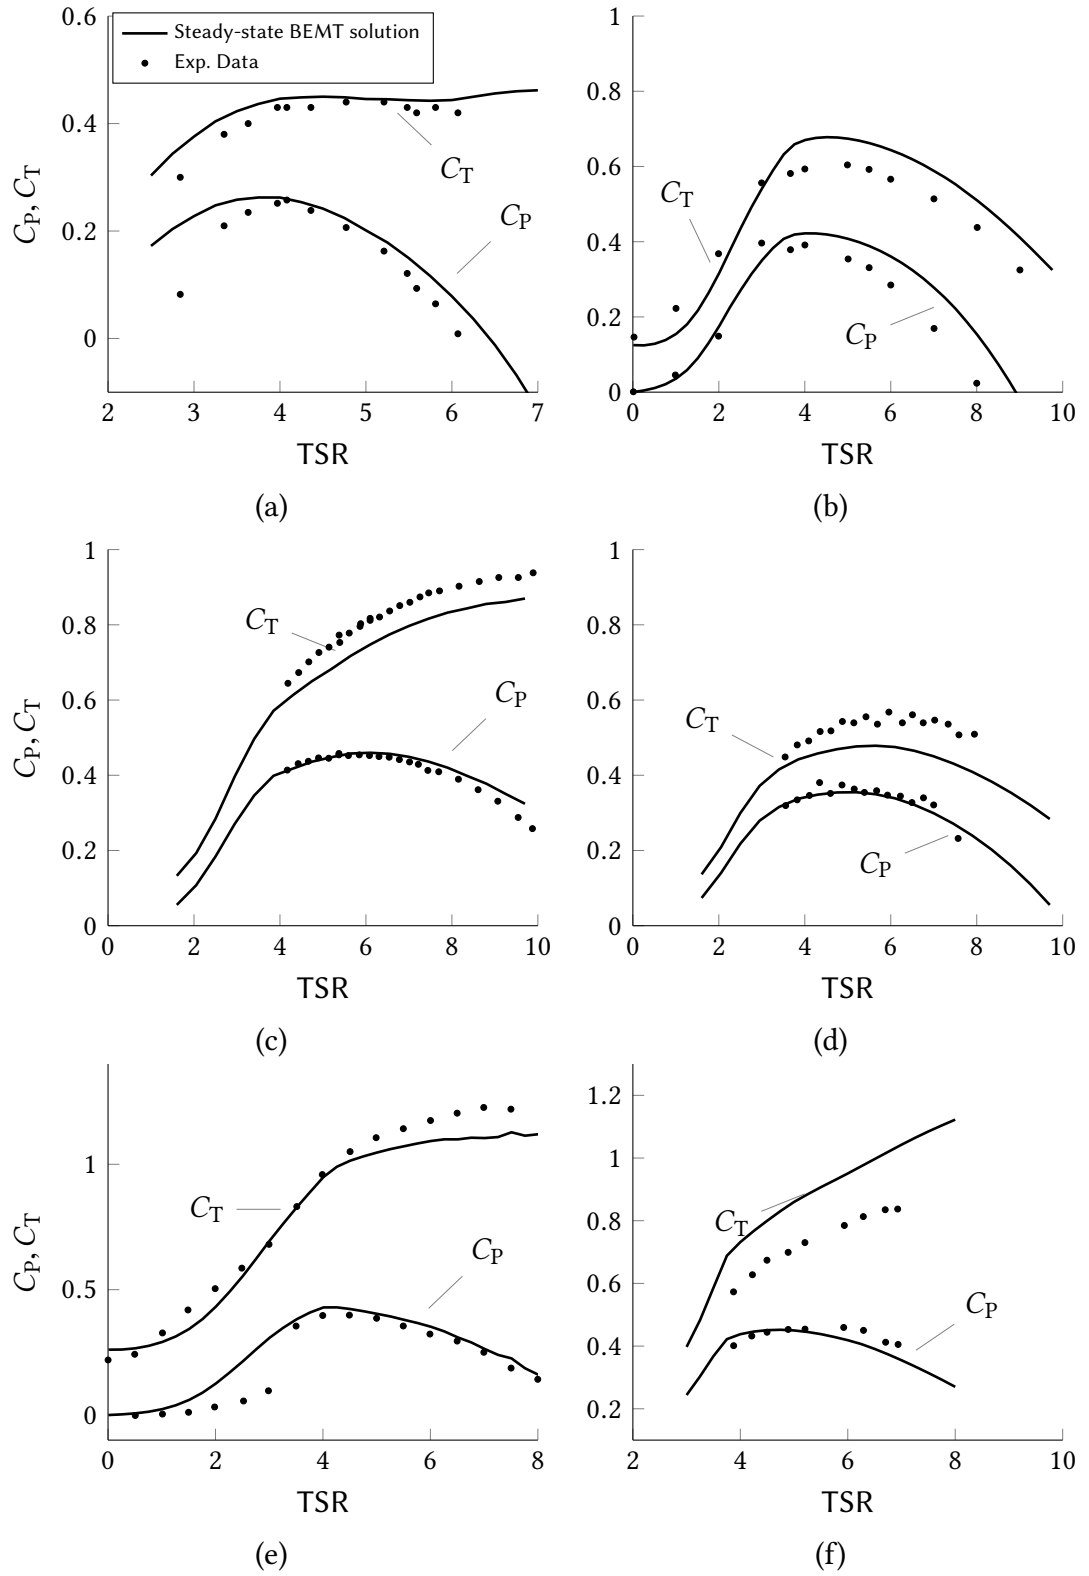 0.6
Steady-state BEMT solution
Exp. Data
0.4
0.2
0
C_P, C_T
C_T
C_P
2 3 4 5 6 7
TSR
(a)
1
0.8
0.6
0.4
0.2
0
C_T
C_P
0 2 4 6 8 10
TSR
(b)
1
0.8
0.6
0.4
0.2
0
C_P, C_T
C_T
C_P
0 2 4 6 8 10
TSR
(c)
1
0.8
0.6
0.4
0.2
0
C_T
C_P
0 2 4 6 8 10
TSR
(d)
1
0.5
0
C_P, C_T
C_T
C_P
0 2 4 6 8
TSR
(e)
1.2
1
0.8
0.6
0.4
0.2
C_T
C_P
2 4 6 8 10
TSR
(f)